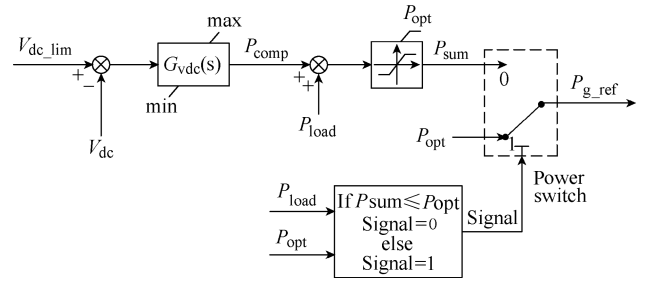 max
P_opt
V_dc_lim
G_vdc(s)
P_comp
P_sum
0
P_g_ref
+
−
+
+
min
V_dc
P_load
P_opt
1
Power
switch
P_load
P_opt
If Psum≤Popt
Signal=0
else
Signal=1
Signal